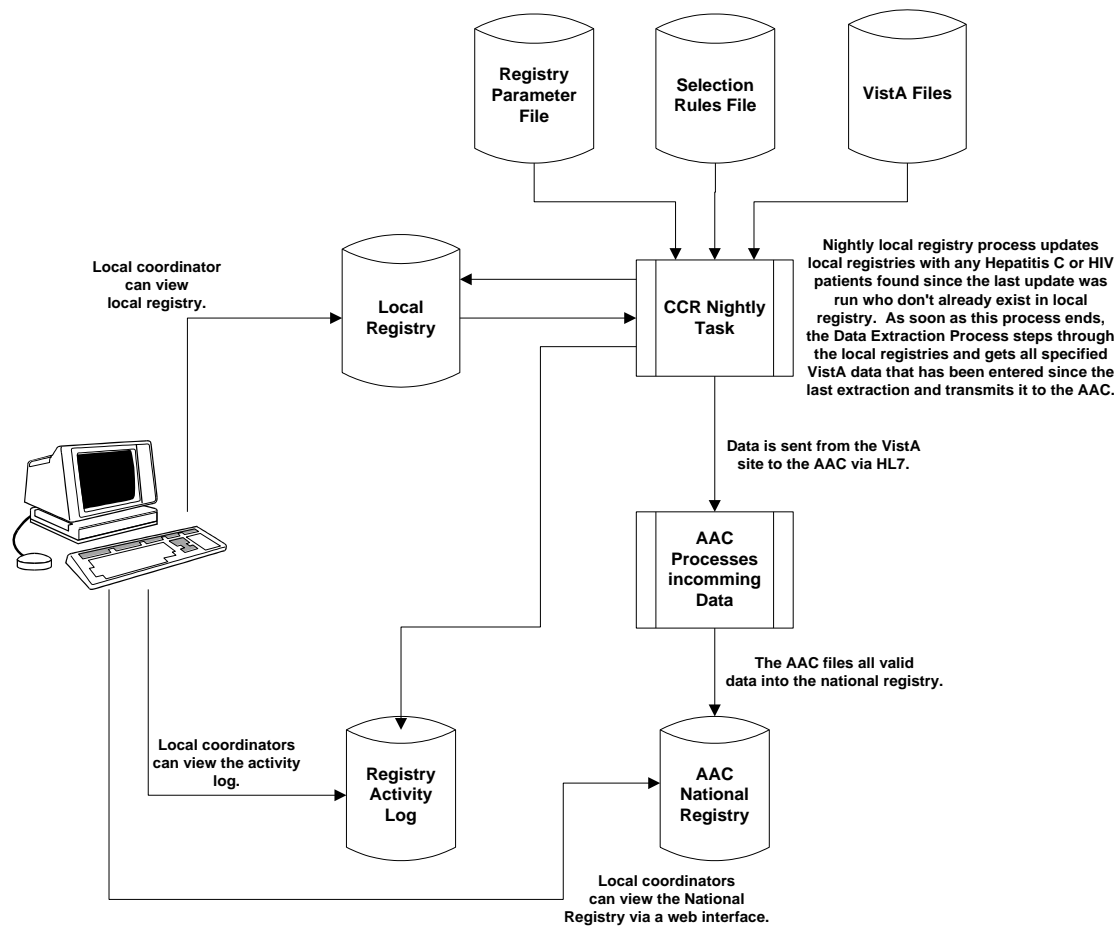 Registry
Parameter
File
Selection
Rules File
VistA Files
Local coordinator
can view
local registry.
Local
Registry
CCR Nightly
Task
Nightly local registry process updates
local registries with any Hepatitis C or HIV
patients found since the last update was
run who don't already exist in local
registry.  As soon as this process ends,
the Data Extraction Process steps through
the local registries and gets all specified
VistA data that has been entered since the
last extraction and transmits it to the AAC.
Data is sent from the VistA
site to the AAC via HL7.
AAC
Processes
incomming
Data
The AAC files all valid
data into the national registry.
Local coordinators
can view the activity
log.
Registry
Activity
Log
AAC
National
Registry
Local coordinators
can view the National
Registry via a web interface.